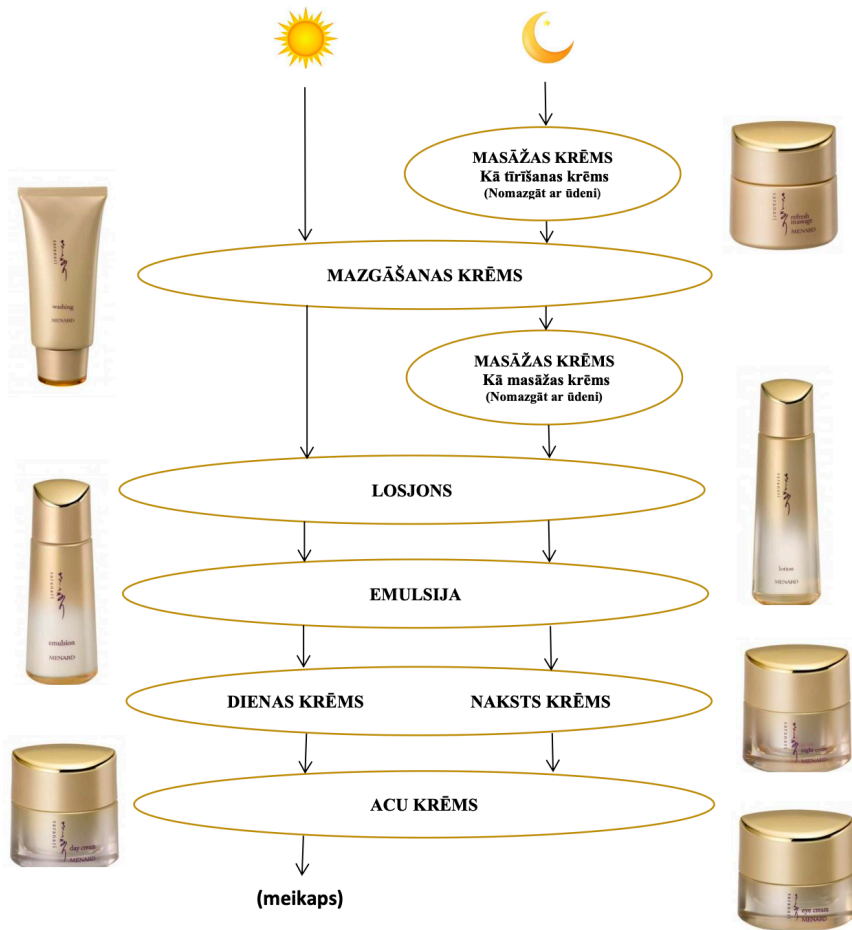 MASĀŽAS KRĒMS
Kā tīrīšanas krēms
(Nomazgāt ar ūdeni)
refresh
massage
MENARD
MAZGĀŠANAS KRĒMS
washing
MENARD
MASĀŽAS KRĒMS
Kā masāžas krēms
(Nomazgāt ar ūdeni)
LOSJONS
lotion
MENARD
EMULSIJA
emulsion
MENARD
DIENAS KRĒMS
NAKSTS KRĒMS
night cream
ACU KRĒMS
day cream
MENARD
eye cream
MENARD
(meikaps)